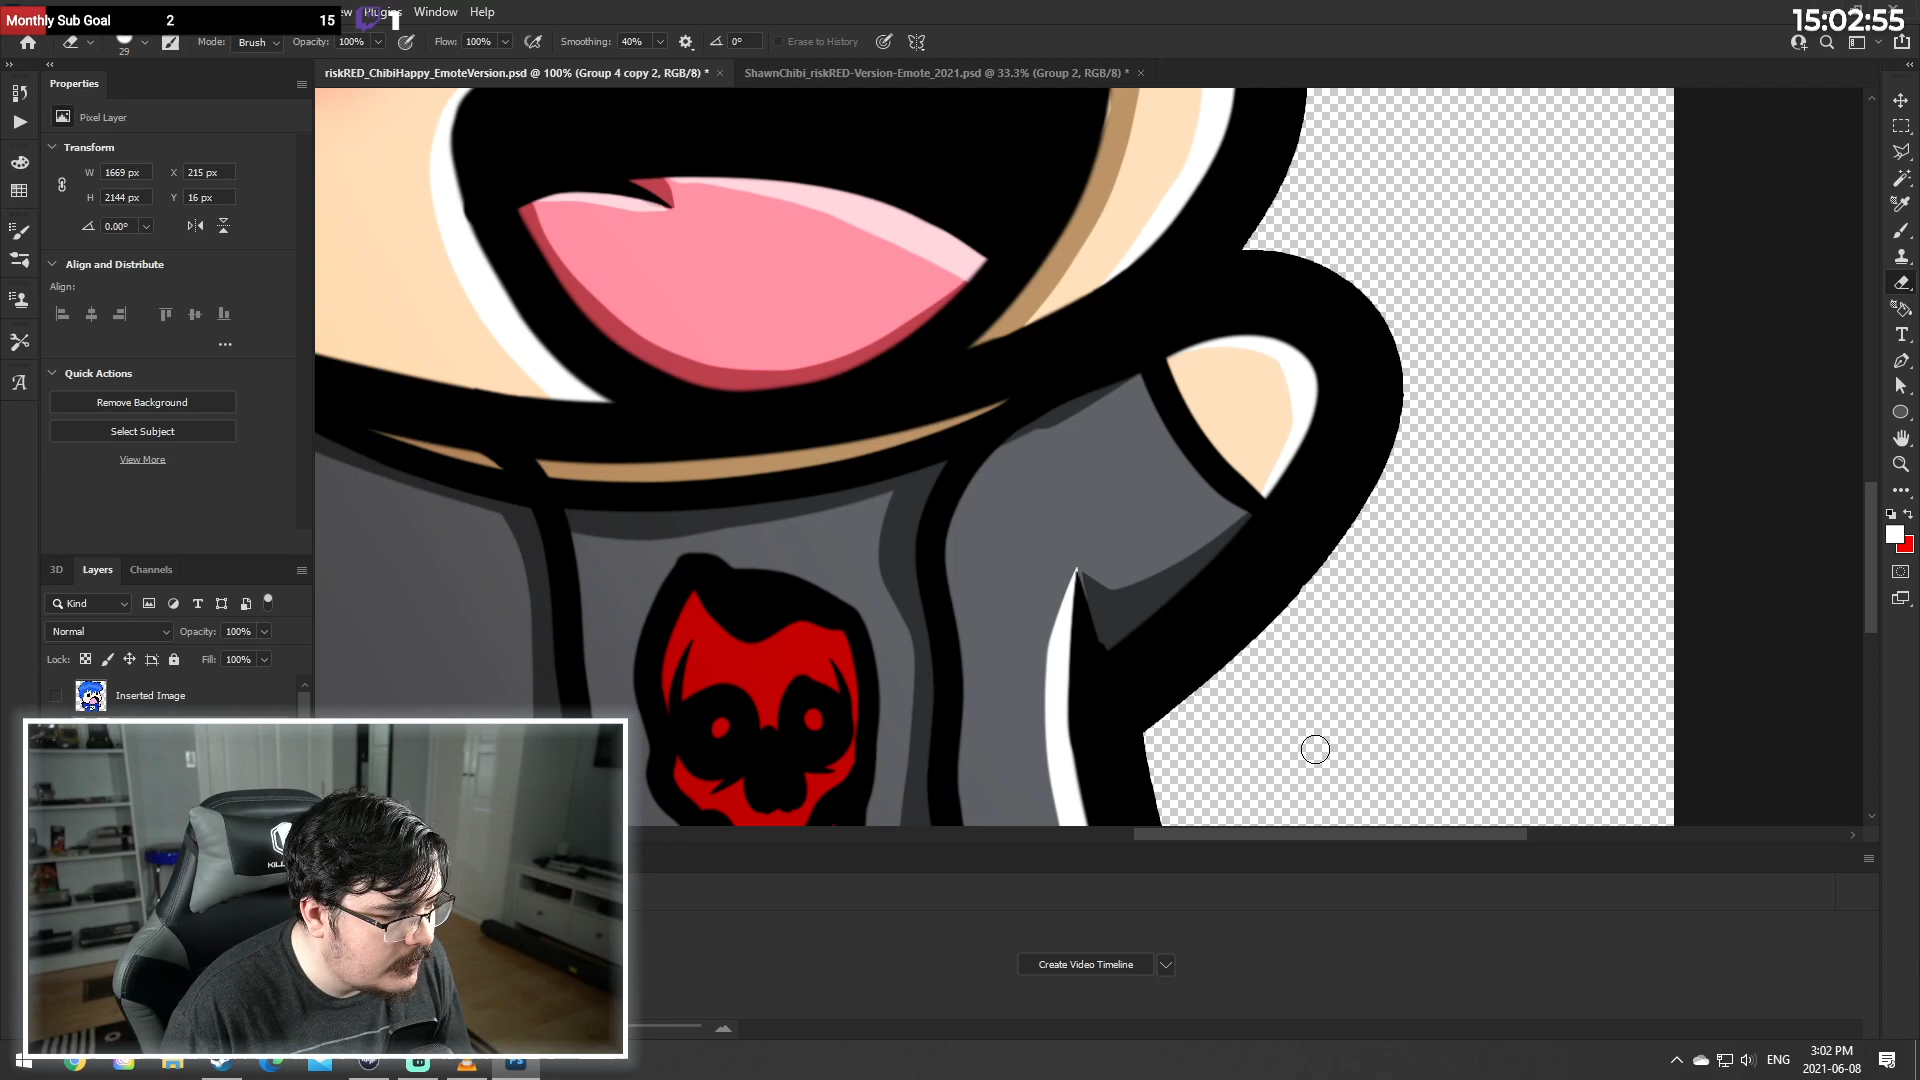 Monthly Sub Goal 2 15
1
Plugins Window Help
15:02:55
29 Mode: Brush Opacity: 100% Flow: 100% Smoothing: 40% 0° Erase to History
riskRED_ChibiHappy_EmoteVersion.psd @ 100% (Group 4 copy 2, RGB/8) * × ShawnChibi_riskRED-Version-Emote_2021.psd @ 33.3% (Group 2, RGB/8) * ×
Properties
Pixel Layer
Transform
W 1669 px X 215 px
H 2144 px Y 16 px
0.00°
Align and Distribute
Align:
Quick Actions
Remove Background
Select Subject
View More
3D Layers Channels
Kind
Normal Opacity: 100%
Lock: Fill: 100%
Inserted Image
Create Video Timeline
ENG
3:02 PM
2021-06-08